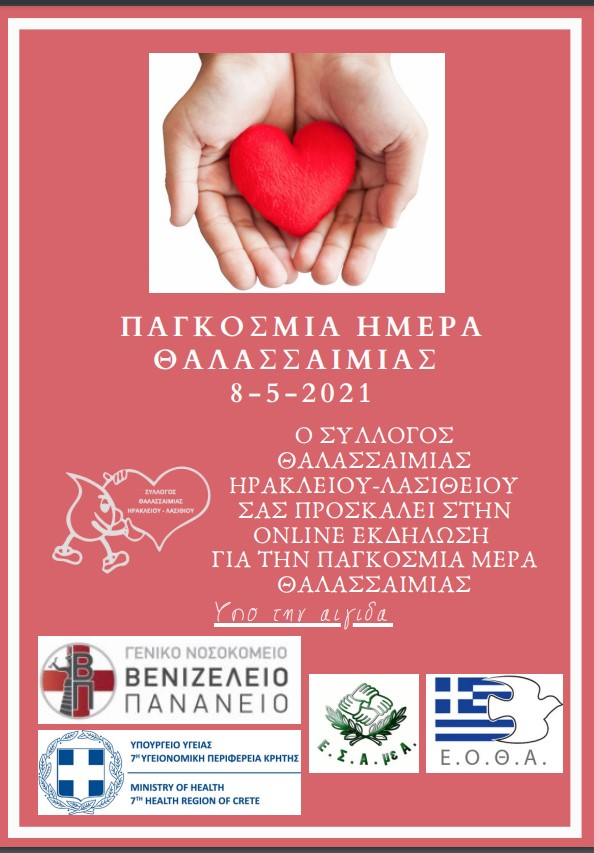 ΠΑΓΚΟΣΜΙΑ ΗΜΕΡΑ
ΘΑΛΑΣΣΑΙΜΙΑΣ
8-5-2021
Ο ΣΥΛΛΟΓΟΣ
ΘΑΛΑΣΣΑΙΜΙΑΣ
ΗΡΑΚΛΕΙΟΥ-ΛΑΣΙΘΕΙΟΥ
ΣΑΣ ΠΡΟΣΚΑΛΕΙ ΣΤΗΝ
ONLINE ΕΚΔΗΛΩΣΗ
ΓΙΑ ΤΗΝ ΠΑΓΚΟΣΜΙΑ ΜΕΡΑ
ΘΑΛΑΣΣΑΙΜΙΑΣ
ΣΥΛΛΟΓΟΣ
ΘΑΛΑΣΣΑΙΜΙΑΣ
ΗΡΑΚΛΕΙΟΥ - ΛΑΣΙΘΙΟΥ
Υπο την αιγιδα
ΒΠ
ΓΕΝΙΚΟ ΝΟΣΟΚΟΜΕΙΟ
ΒΕΝΙΖΕΛΕΙΟ
ΠΑΝΑΝΕΙΟ
ΥΠΟΥΡΓΕΙΟ ΥΓΕΙΑΣ
7Η ΥΓΕΙΟΝΟΜΙΚΗ ΠΕΡΙΦΕΡΕΙΑ ΚΡΗΤΗΣ
MINISTRY OF HEALTH
7TH HEALTH REGION OF CRETE
Ε.Σ.Α.μεΑ.
Ε.Ο.Θ.Α.